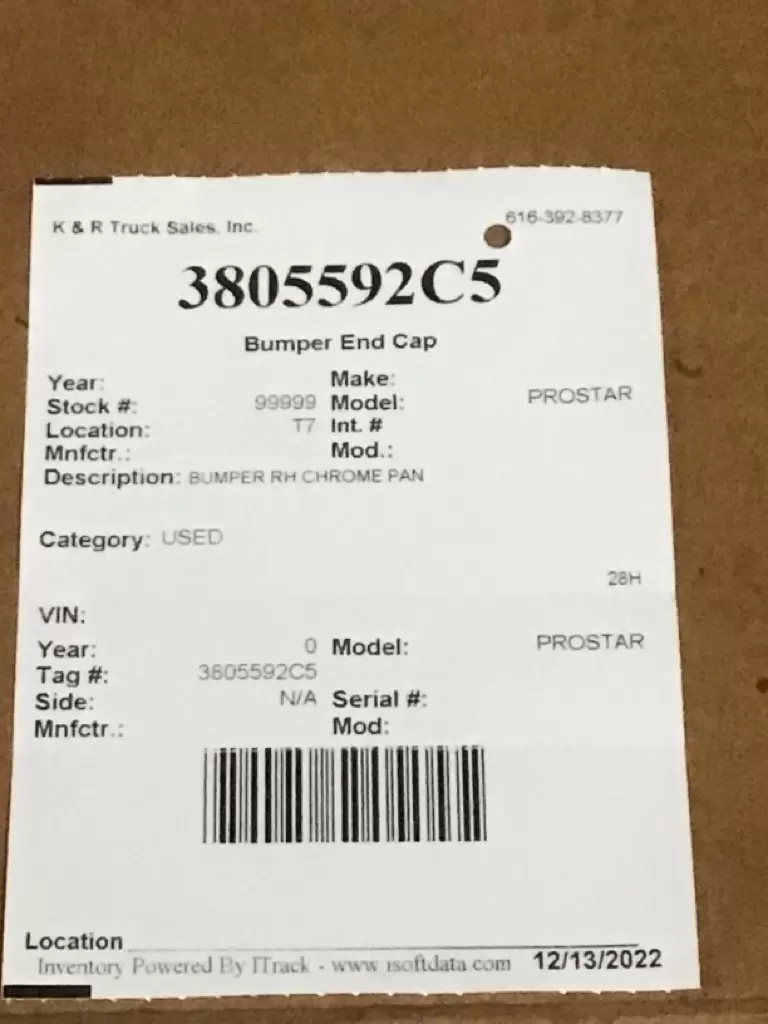 K & R Truck Sales, Inc. 616-392-8377
3805592C5
Bumper End Cap
Year: Make:
Stock #: 99999 Model: PROSTAR
Location: T7 Int. #
Mnfctr.: Mod.:
Description: BUMPER RH CHROME PAN
Category: USED
28H
VIN:
Year: 0 Model: PROSTAR
Tag #: 3805592C5
Side: N/A Serial #:
Mnfctr.: Mod:
Location
Inventory Powered By ITrack - www.isoftdata.com 12/13/2022